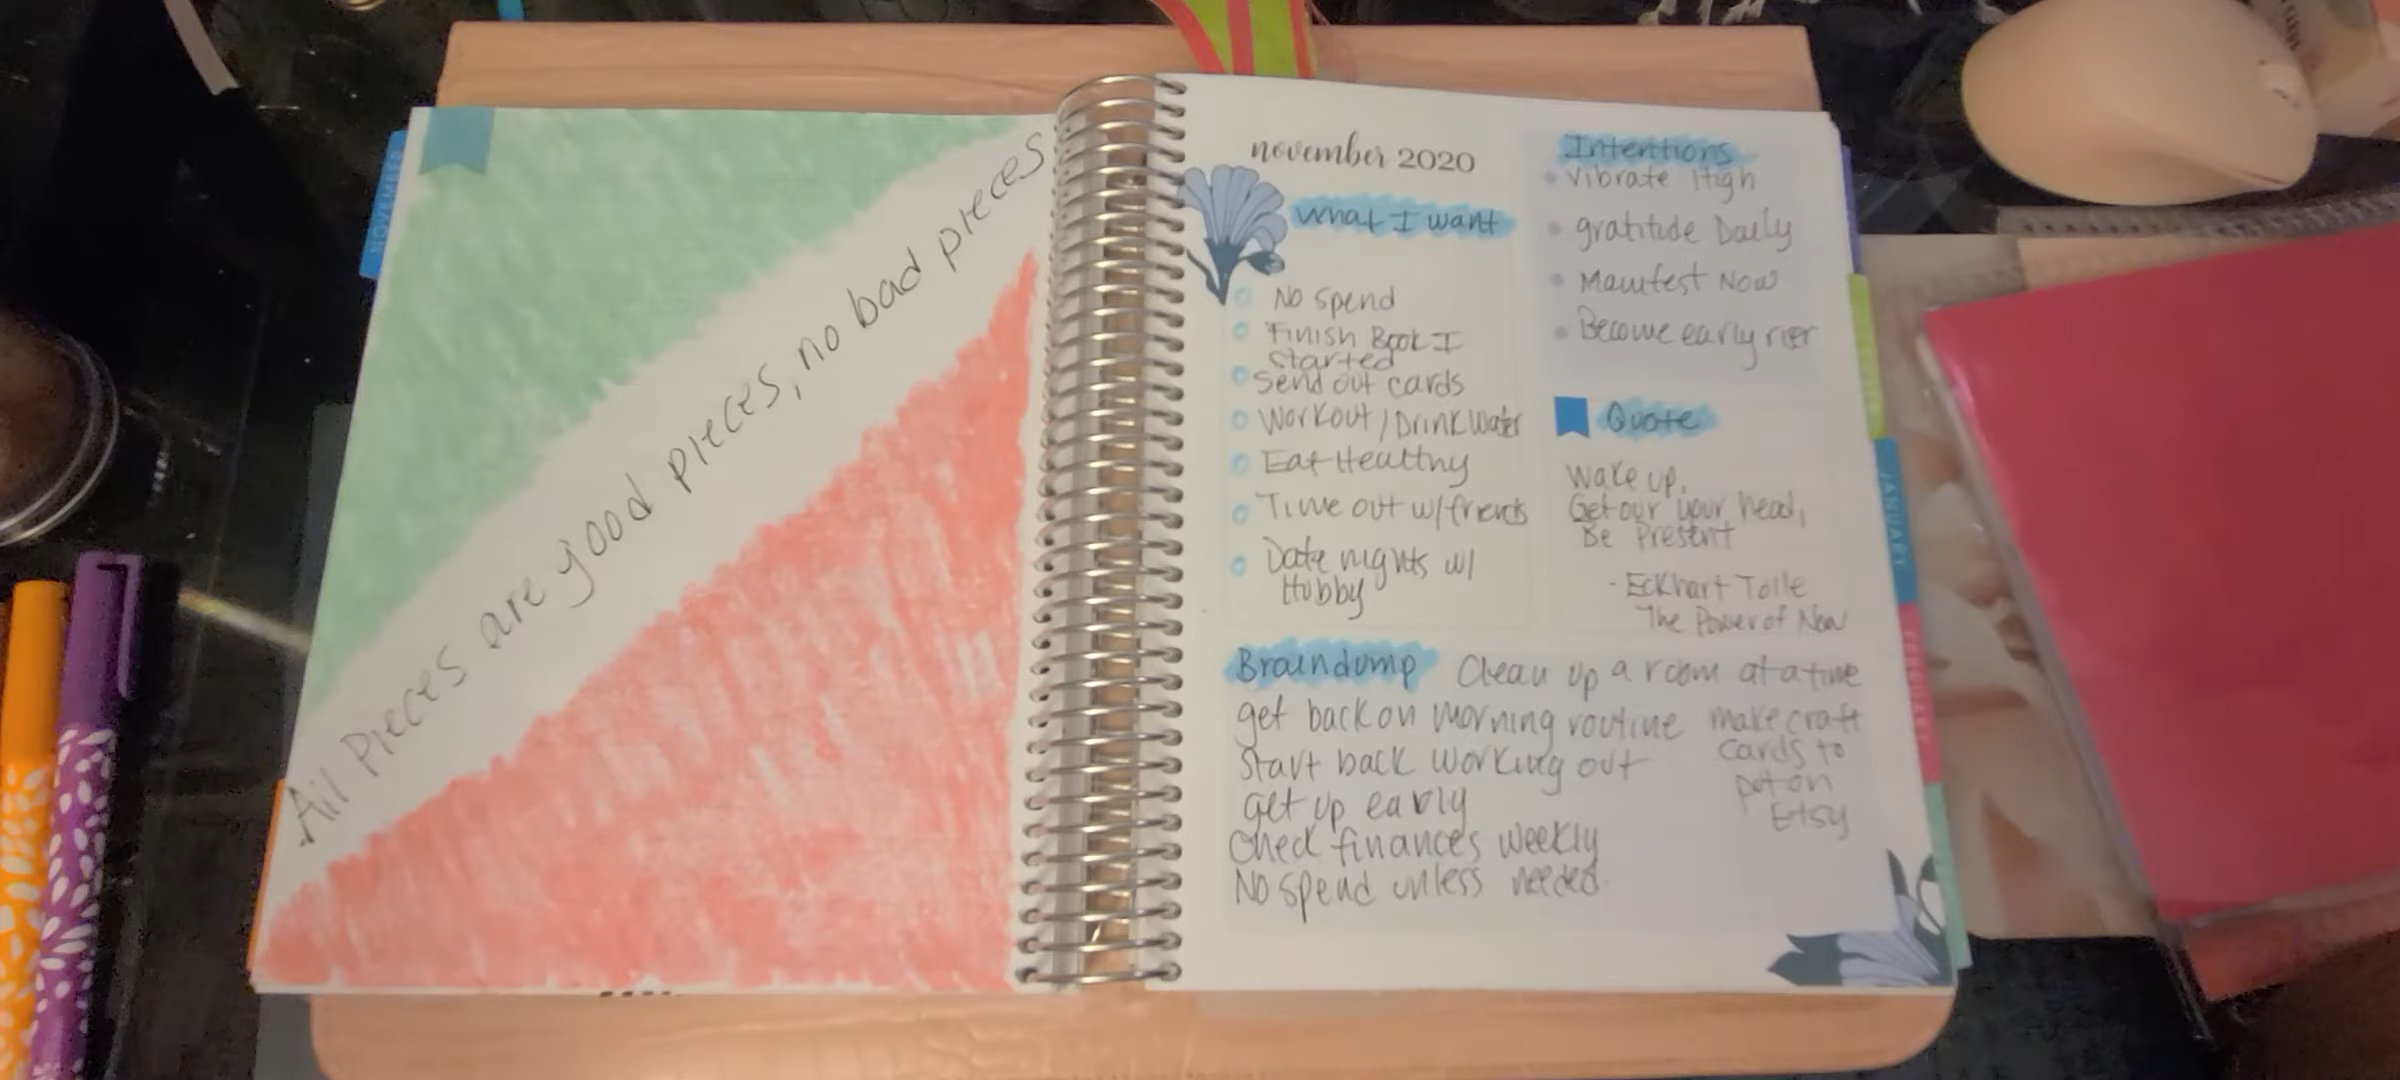 NOVEMBER
All Pieces are good pieces, no bad pieces
november 2020
What I want
No spend
Finish Book I
Started
Send out cards
Workout / Drink Water
Eat Healthy
Time out w/ friends
Date nights w/
Hubby
Intentions
Vibrate High
gratitude Daily
Manifest Now
Become early riser
Quote
Wake up,
Get out your head,
Be Present
- Eckhart Tolle
The Power of Now
Braindump Clean up a room at a time
get back on morning routine
Start back working out
get up early
Check finances weekly
No spend unless needed.
make craft
cards to
put on
Etsy
JANUARY
FEBRUARY